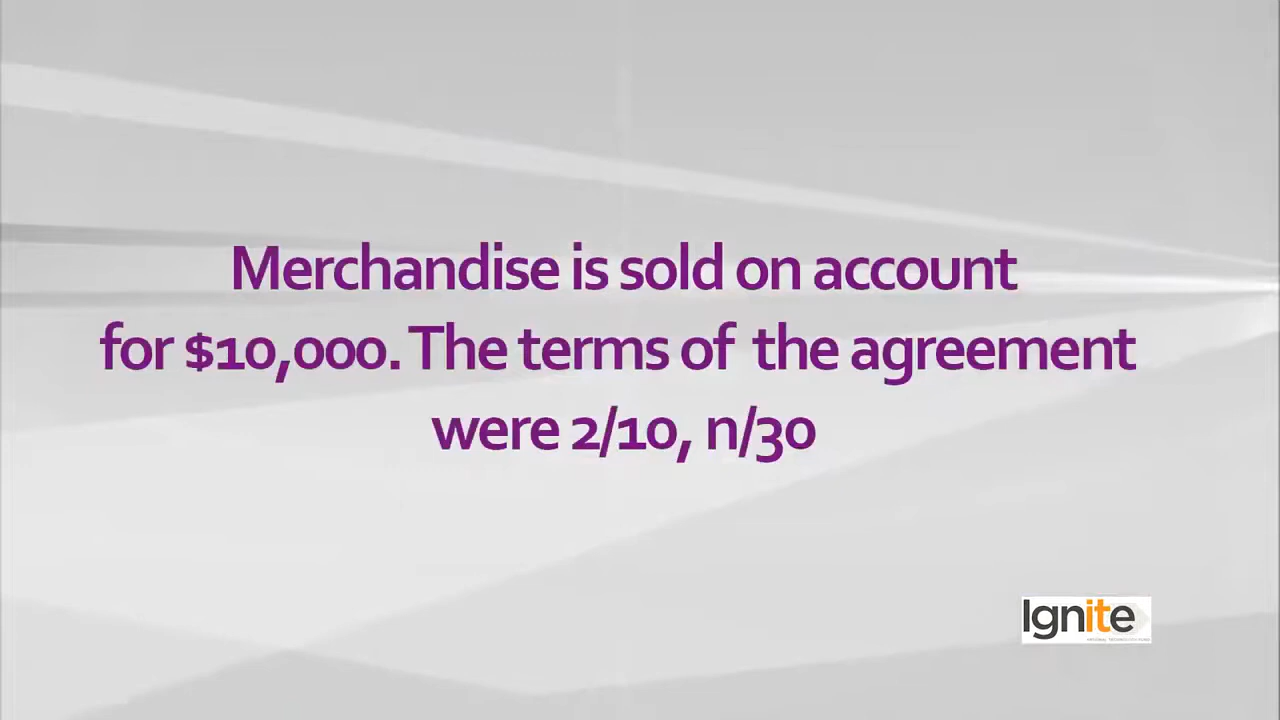 Merchandise is sold on account
for $10,000. The terms of the agreement
were 2/10, n/30
Ignite